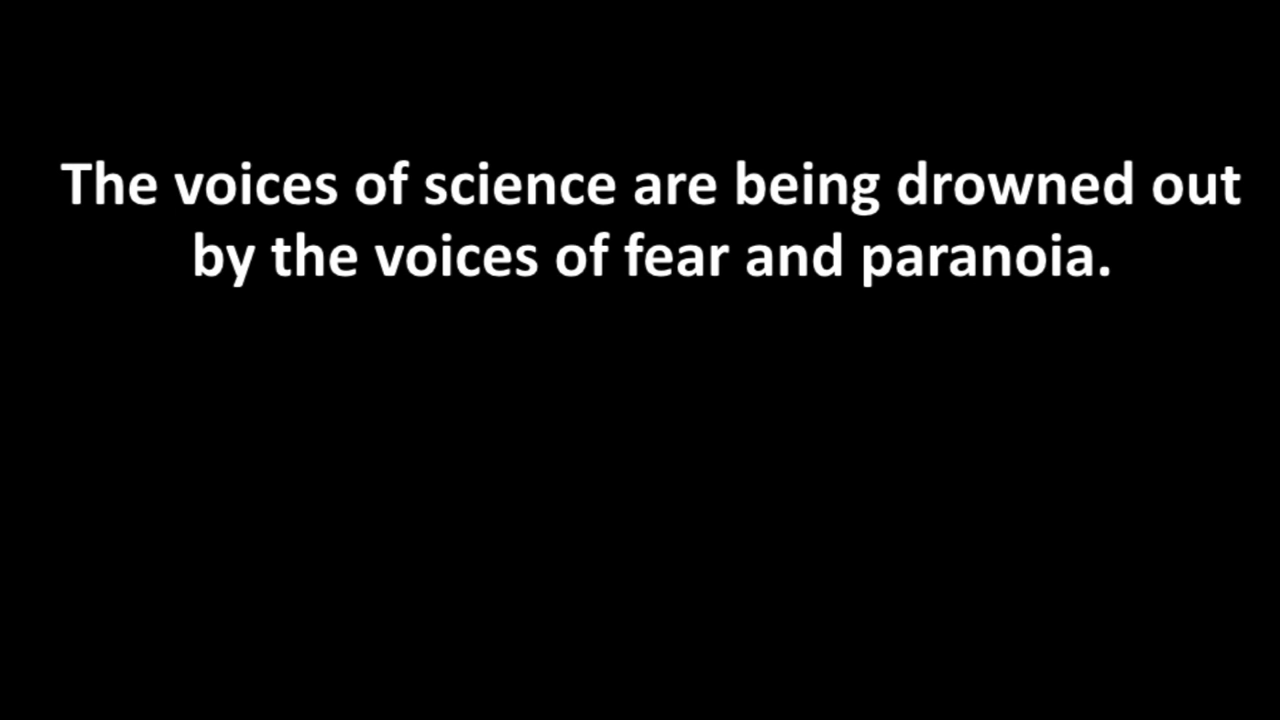 The voices of science are being drowned out
by the voices of fear and paranoia.